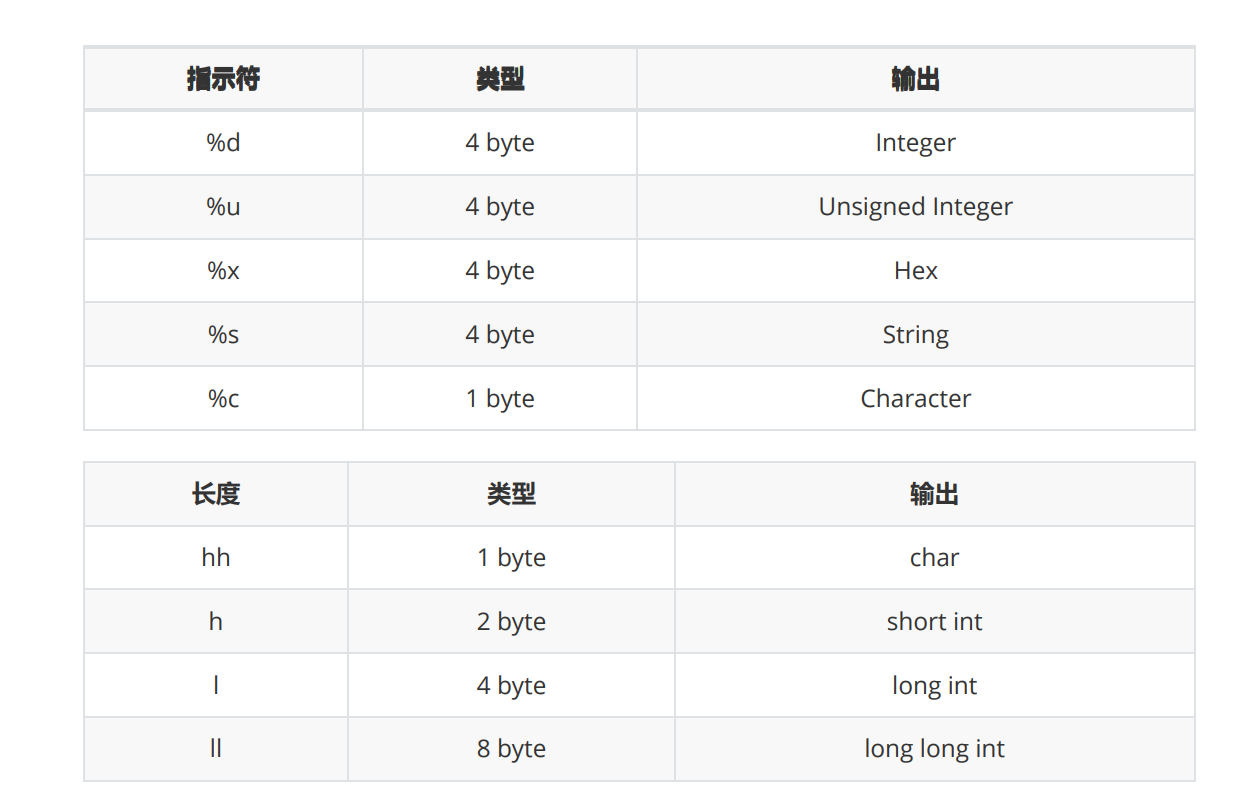 指示符 类型 输出
%d 4 byte Integer
%u 4 byte Unsigned Integer
%x 4 byte Hex
%s 4 byte String
%c 1 byte Character
长度 类型 输出
hh 1 byte char
h 2 byte short int
l 4 byte long int
ll 8 byte long long int